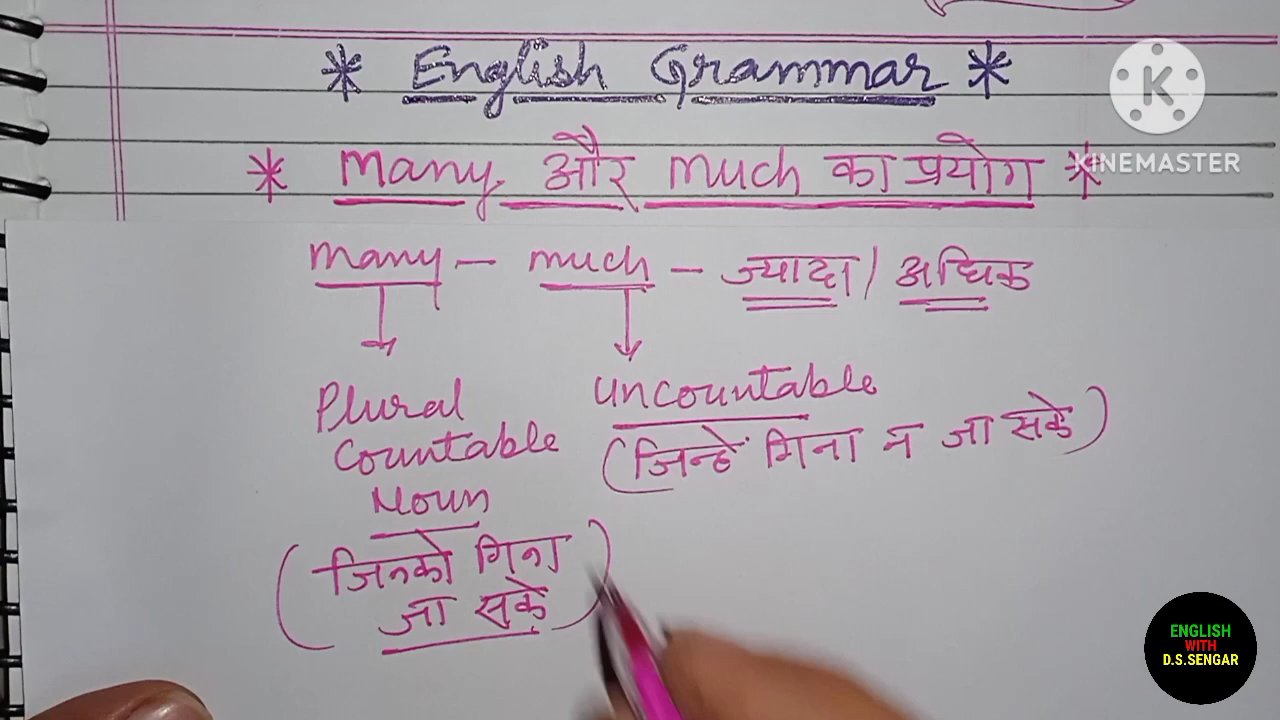 * English Grammar *
* Many और Much का प्रयोग *
K
KINEMASTER
Many - much - ज्यादा / अधिक
Plural
Countable
Noun
(जिनको गिना
जा सके)
Uncountable
(जिन्हें गिना न जा सके)
ENGLISH
WITH
D.S.SENGAR